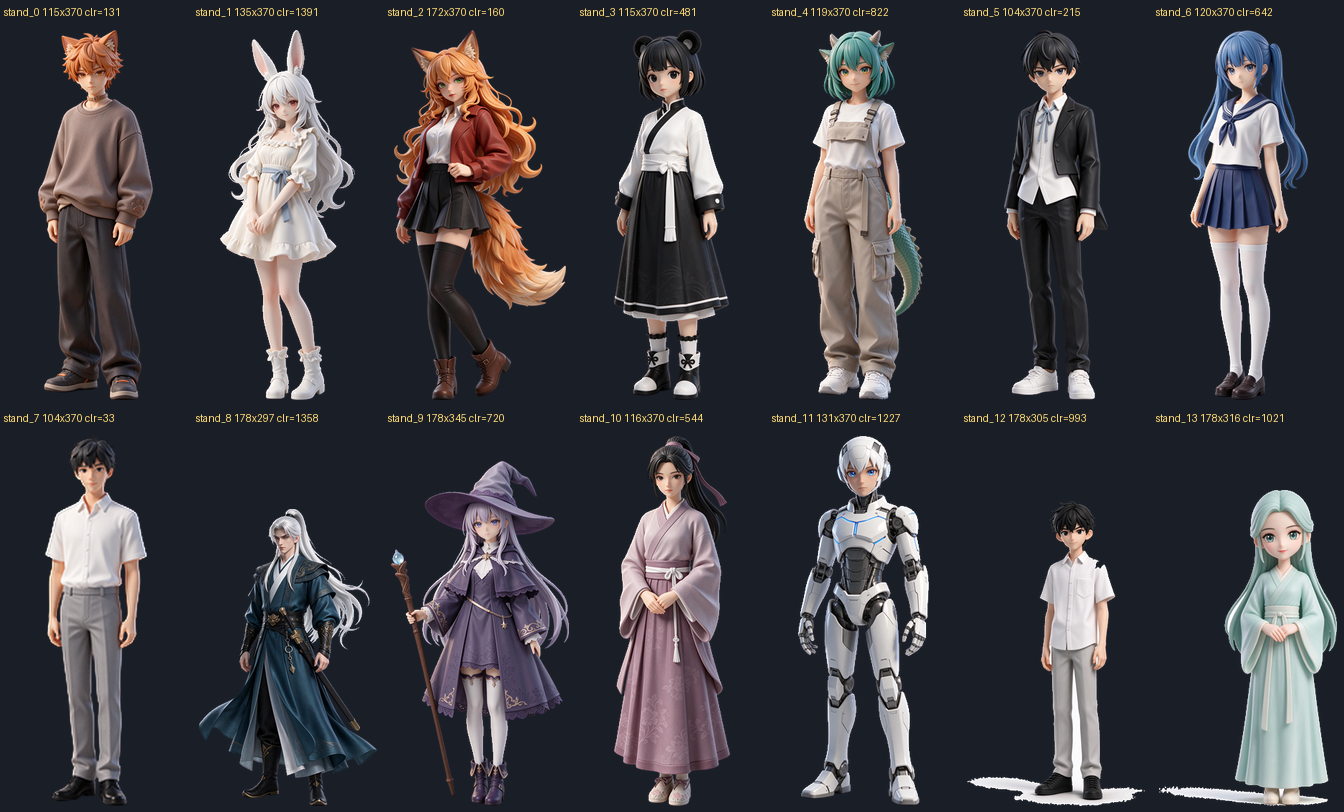 stand_0 115x370 clr=131
stand_1 135x370 clr=1391
stand_2 172x370 clr=160
stand_3 115x370 clr=481
stand_4 119x370 clr=822
stand_5 104x370 clr=215
stand_6 120x370 clr=642
stand_7 104x370 clr=33
stand_8 178x297 clr=1358
stand_9 178x345 clr=720
stand_10 116x370 clr=544
stand_11 131x370 clr=1227
stand_12 178x305 clr=993
stand_13 178x316 clr=1021